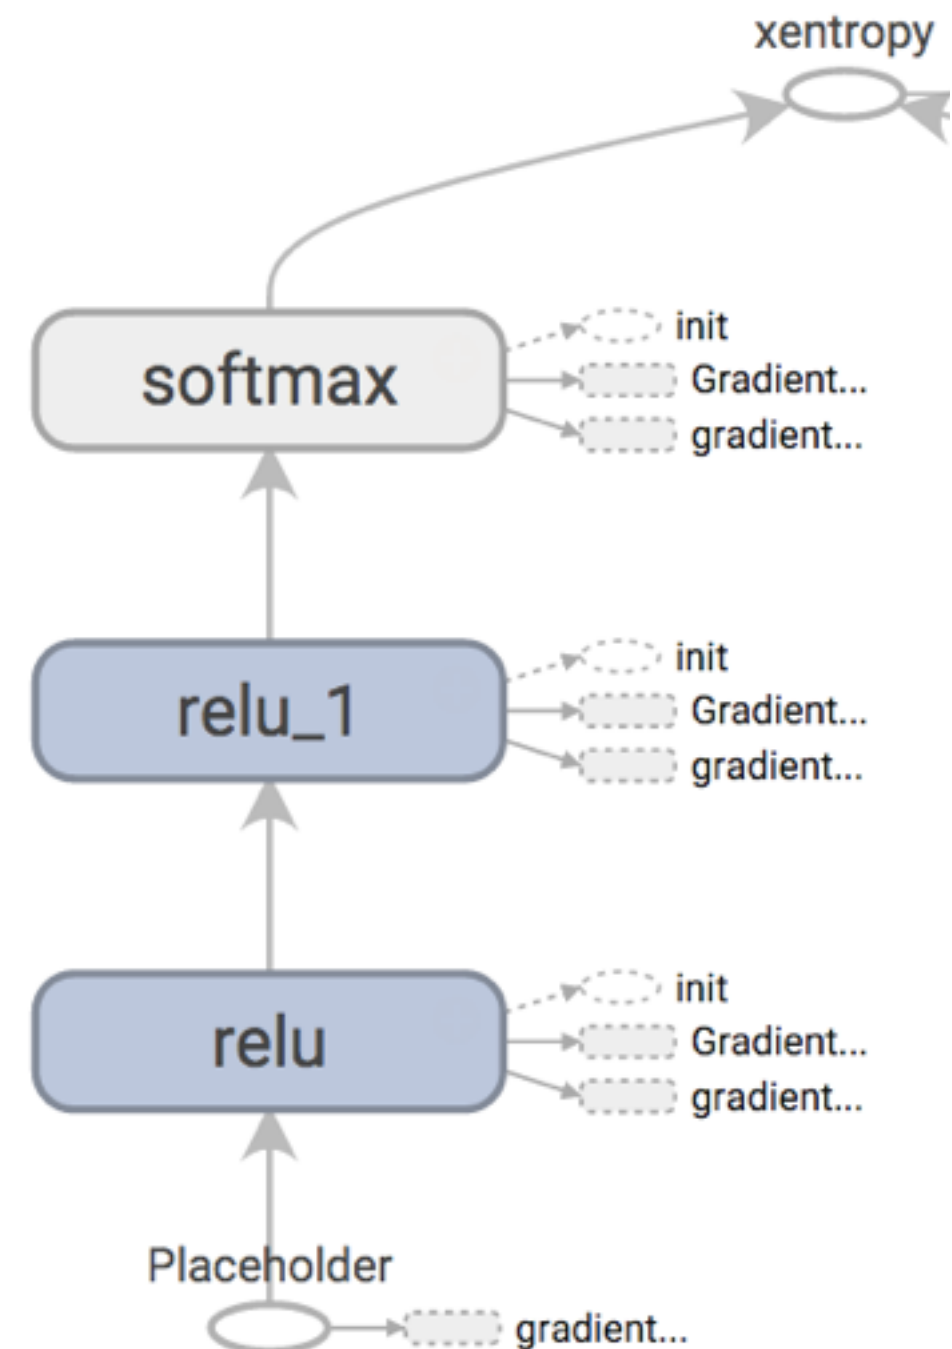 xentropy
softmax
init
Gradient...
gradient...
relu_1
init
Gradient...
gradient...
relu
init
Gradient...
gradient...
Placeholder
gradient...